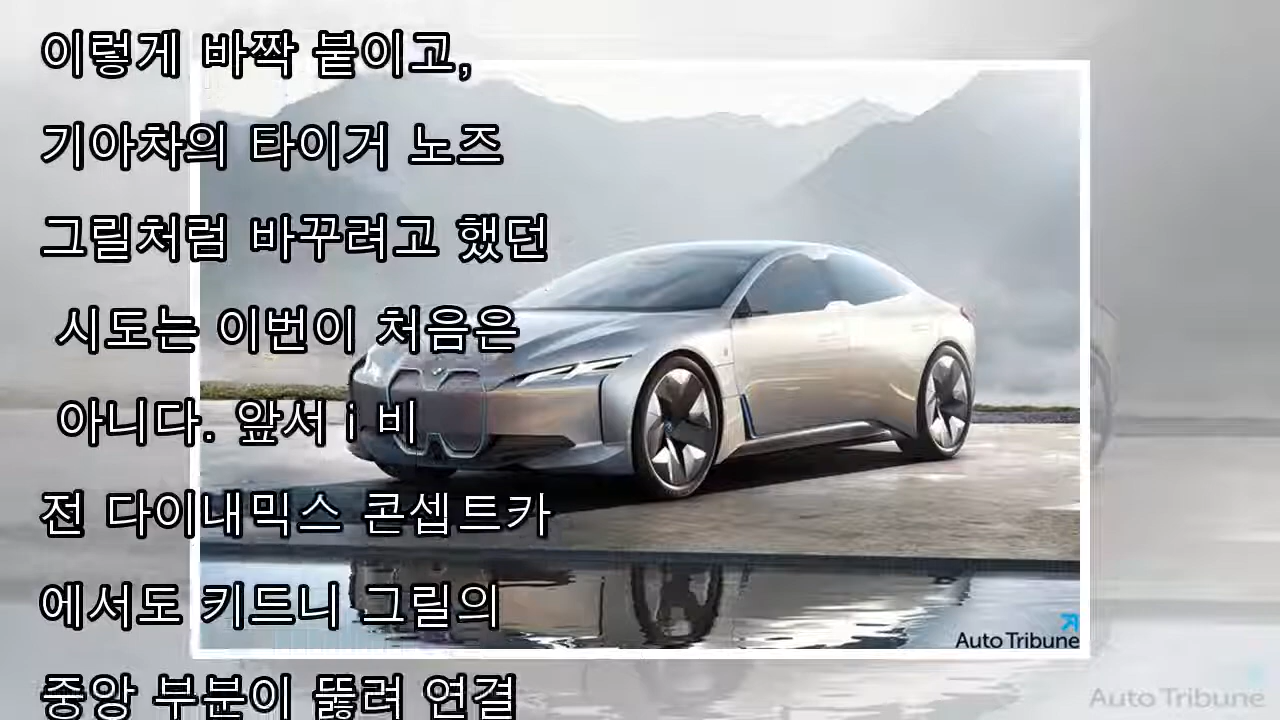 이렇게 바짝 붙이고,
기아차의 타이거 노즈
그릴처럼 바꾸려고 했던
시도는 이번이 처음은
아니다. 앞서 i 비
전 다이내믹스 콘셉트카
에서도 키드니 그릴의
중앙 부분이 뚫려 연결
Auto Tribune
Auto Tribune